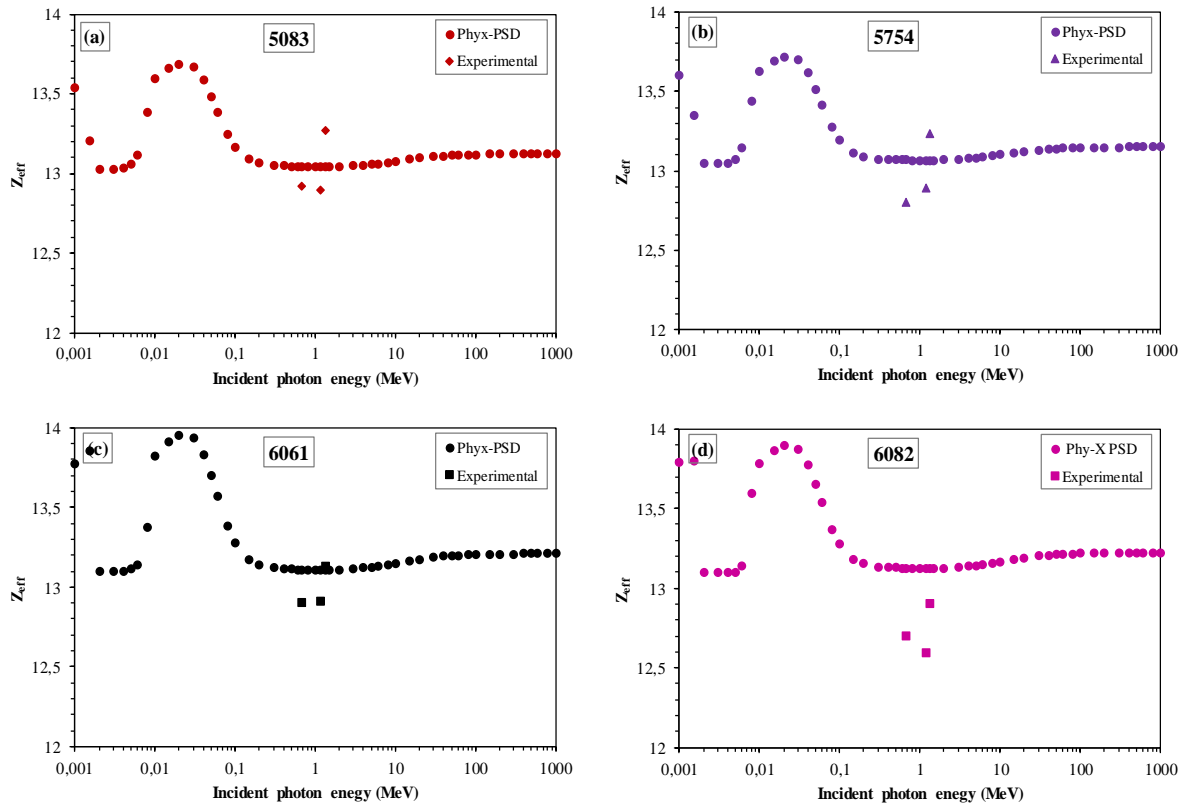 (a)
5083
Phyx-PSD
Experimental
14
13,5
13
12,5
12
Zeff
0,001 0,01 0,1 1 10 100 1000
Incident photon enegy (MeV)
(b)
5754
Phyx-PSD
Experimental
14
13,5
13
12,5
12
Zeff
0,001 0,01 0,1 1 10 100 1000
Incident photon enegy (MeV)
(c)
6061
Phyx-PSD
Experimental
14
13,5
13
12,5
12
Zeff
0,001 0,01 0,1 1 10 100 1000
Incident photon enegy (MeV)
(d)
6082
Phy-X PSD
Experimental
14
13,5
13
12,5
12
Zeff
0,001 0,01 0,1 1 10 100 1000
Incident photon enegy (MeV)